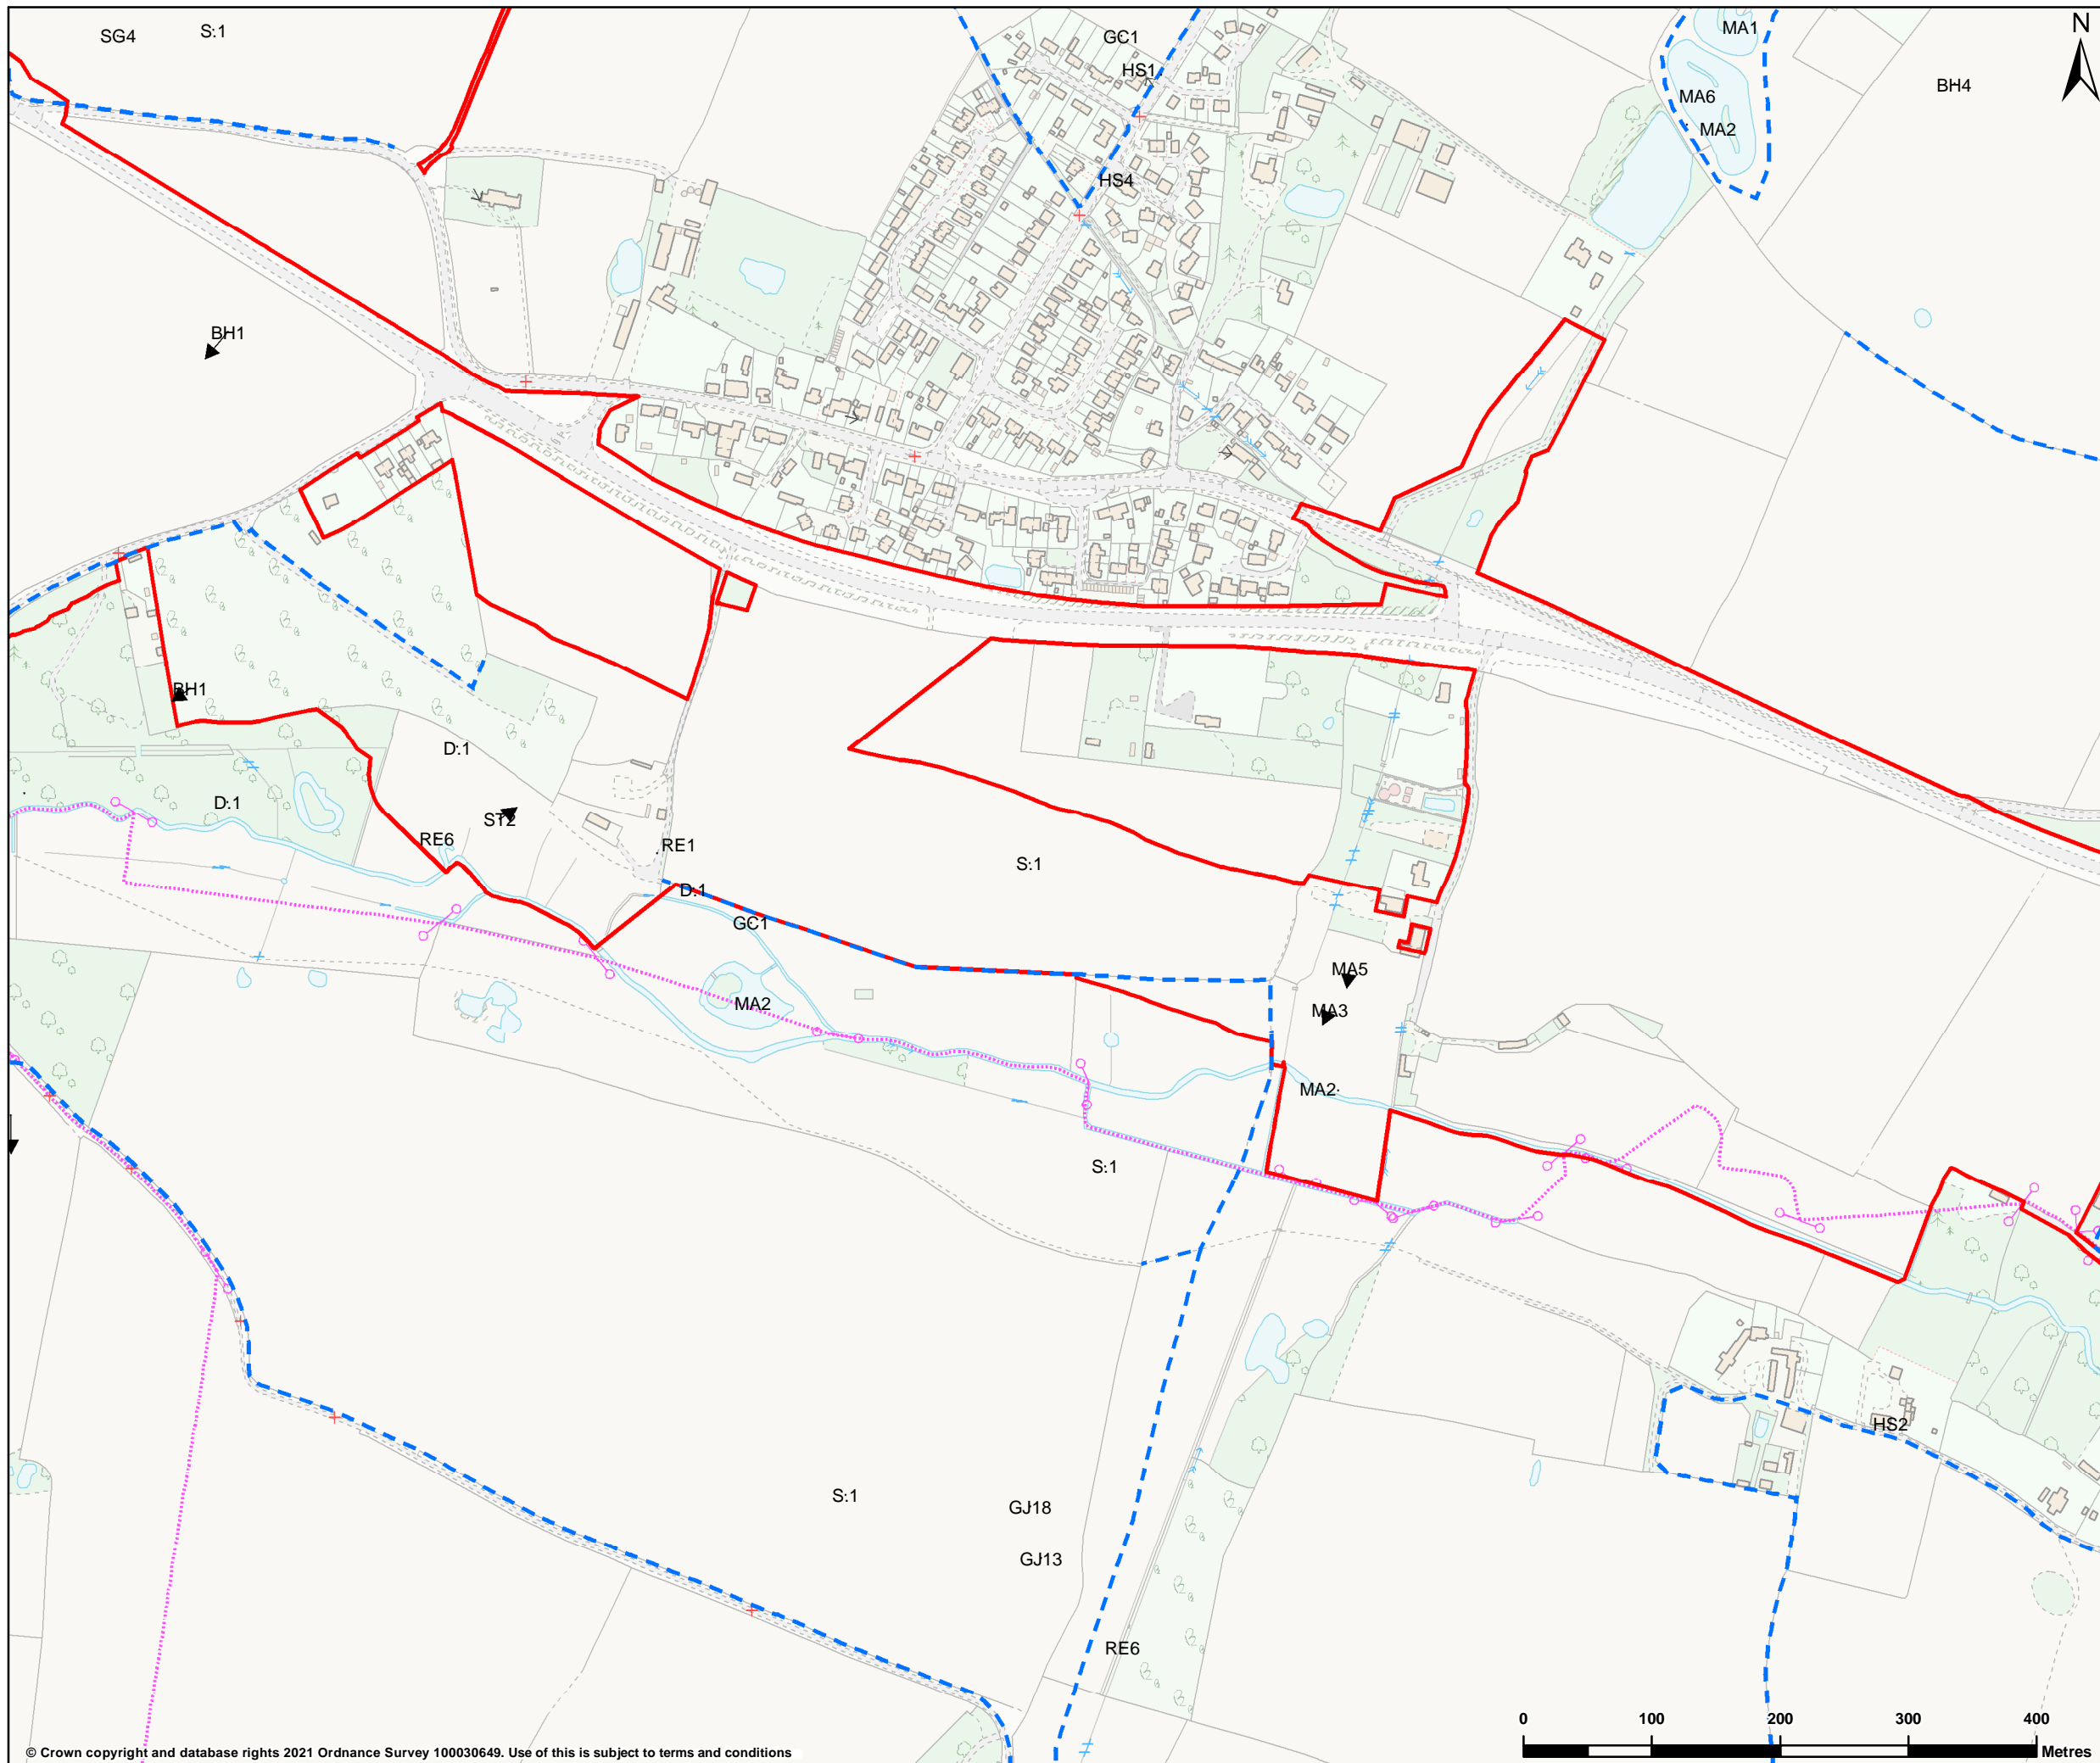 SG4
S:1
GC1
MA1
N
HS1
BH4
MA6
MA2
HS4
BH1
BH1
D:1
D:1
ST2
RE6
RE1
S:1
D:1
GC1
MA5
MA2
MA3
MA2
S:1
HS2
S:1
GJ18
GJ13
RE6
0 100 200 300 400
Metres
© Crown copyright and database rights 2021 Ordnance Survey 100030649. Use of this is subject to terms and conditions